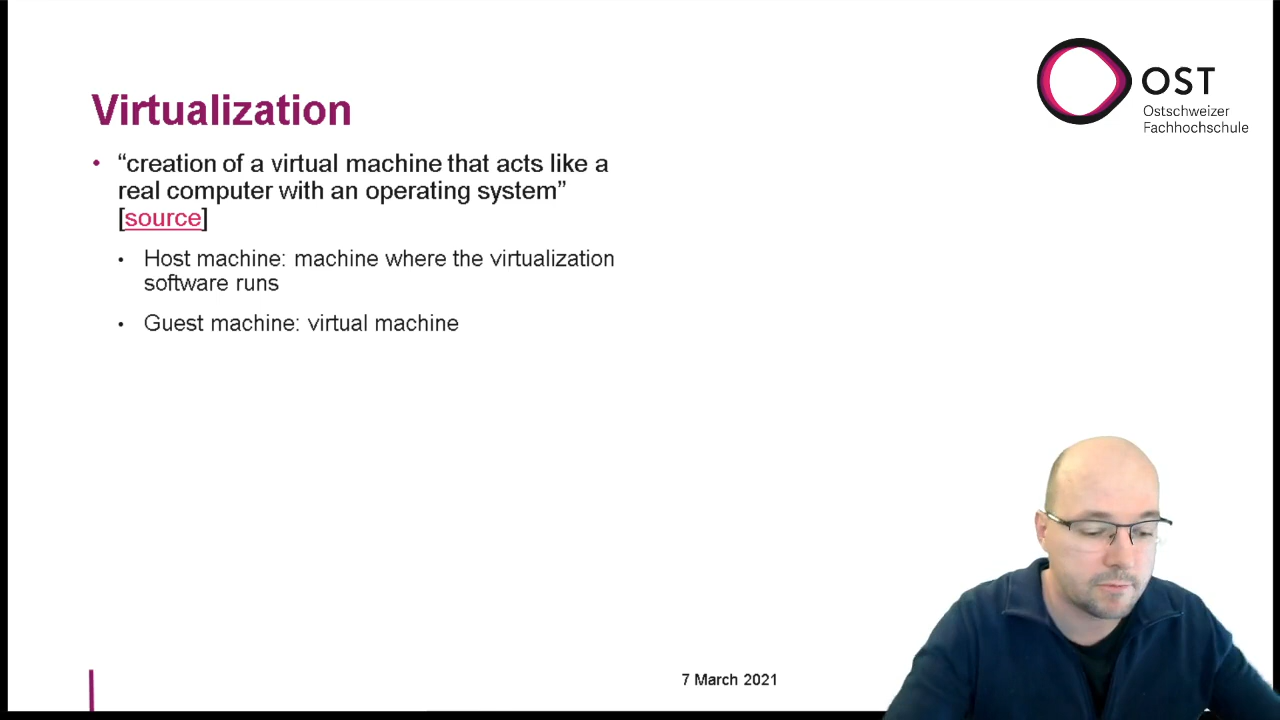 Virtualization
• “creation of a virtual machine that acts like a
real computer with an operating system”
[source]
• Host machine: machine where the virtualization
software runs
• Guest machine: virtual machine
OST
Ostschweizer
Fachhochschule
7 March 2021